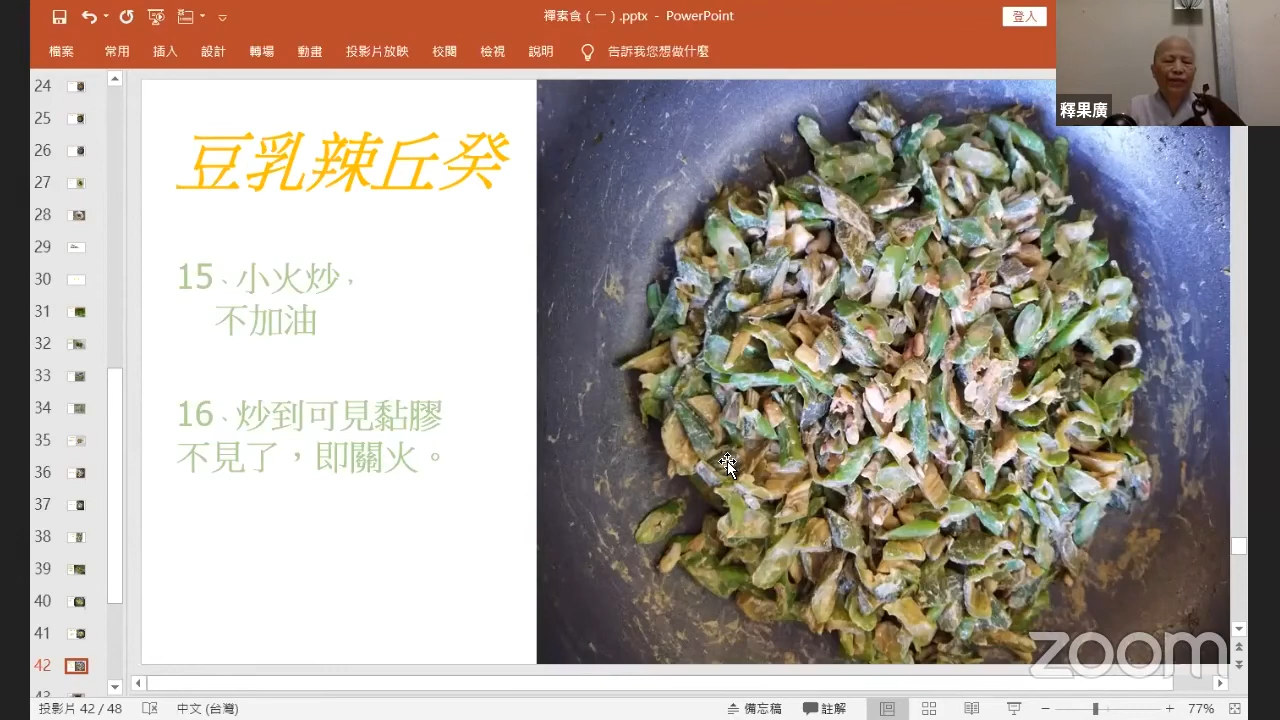 禪素食（一）.pptx - PowerPoint
登入
檔案 常用 插入 設計 轉場 動畫 投影片放映 校閱 檢視 說明 告訴我您想做什麼
釋果廣
24
25
26
27
28
29
30
31
32
33
34
35
36
37
38
39
40
41
42
43
豆乳辣丘癸
15、小火炒，
不加油
16、炒到可見黏膠
不見了，即關火。
zoom
投影片 42 / 48 中文 (台灣) 備忘稿 註解 77%